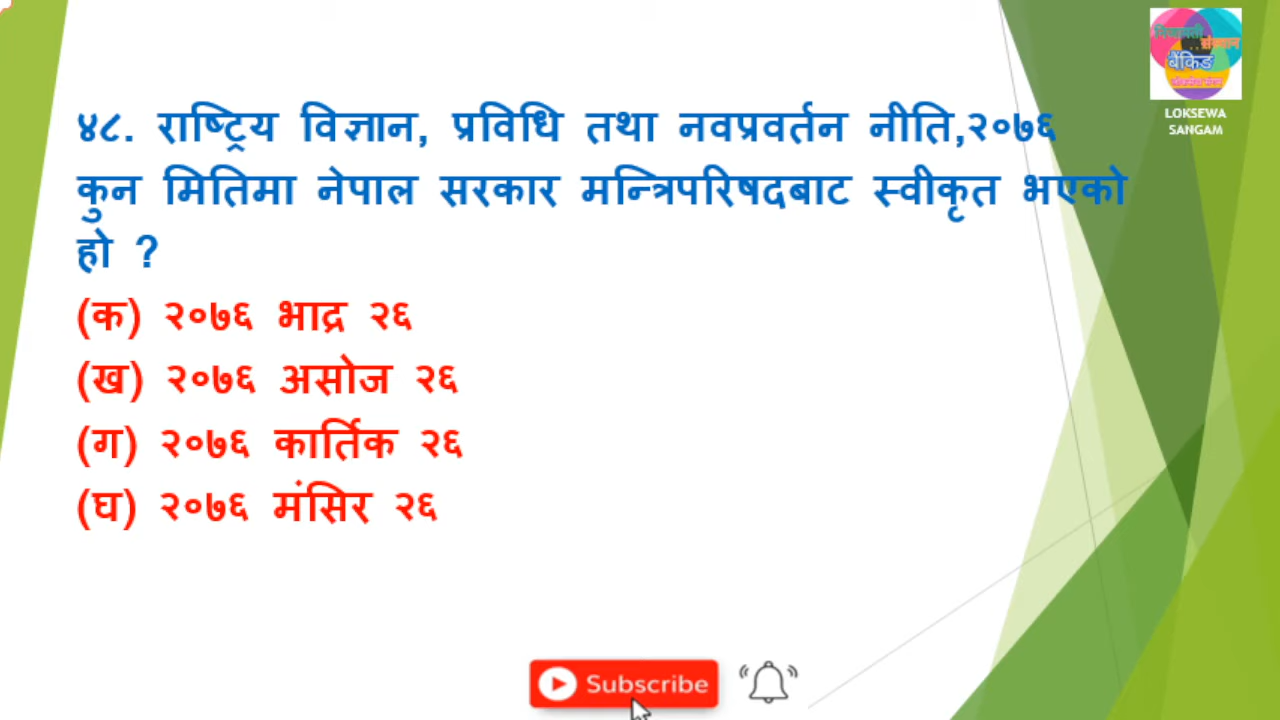 ४८. राष्ट्रिय विज्ञान, प्रविधि तथा नवप्रवर्तन नीति,२०७६
कुन मितिमा नेपाल सरकार मन्त्रिपरिषदबाट स्वीकृत भएको
हो ?
(क) २०७६ भाद्र २६
(ख) २०७६ असोज २६
(ग) २०७६ कार्तिक २६
(घ) २०७६ मंसिर २६
बैंकिङ
LOKSEWA
SANGAM
Subscribe